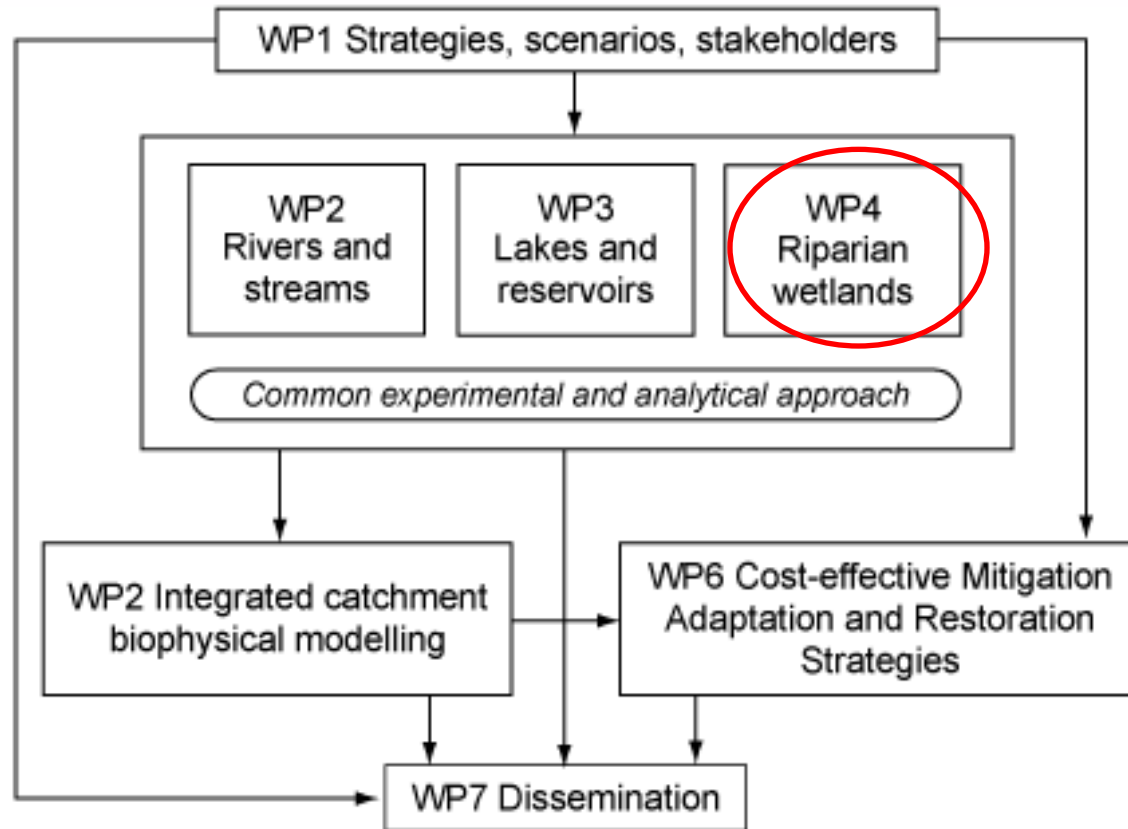 WP1 Strategies, scenarios, stakeholders
WP2
Rivers and
streams
WP3
Lakes and
reservoirs
WP4
Riparian
wetlands
Common experimental and analytical approach
WP2 Integrated catchment
biophysical modelling
WP6 Cost-effective Mitigation
Adaptation and Restoration
Strategies
WP7 Dissemination